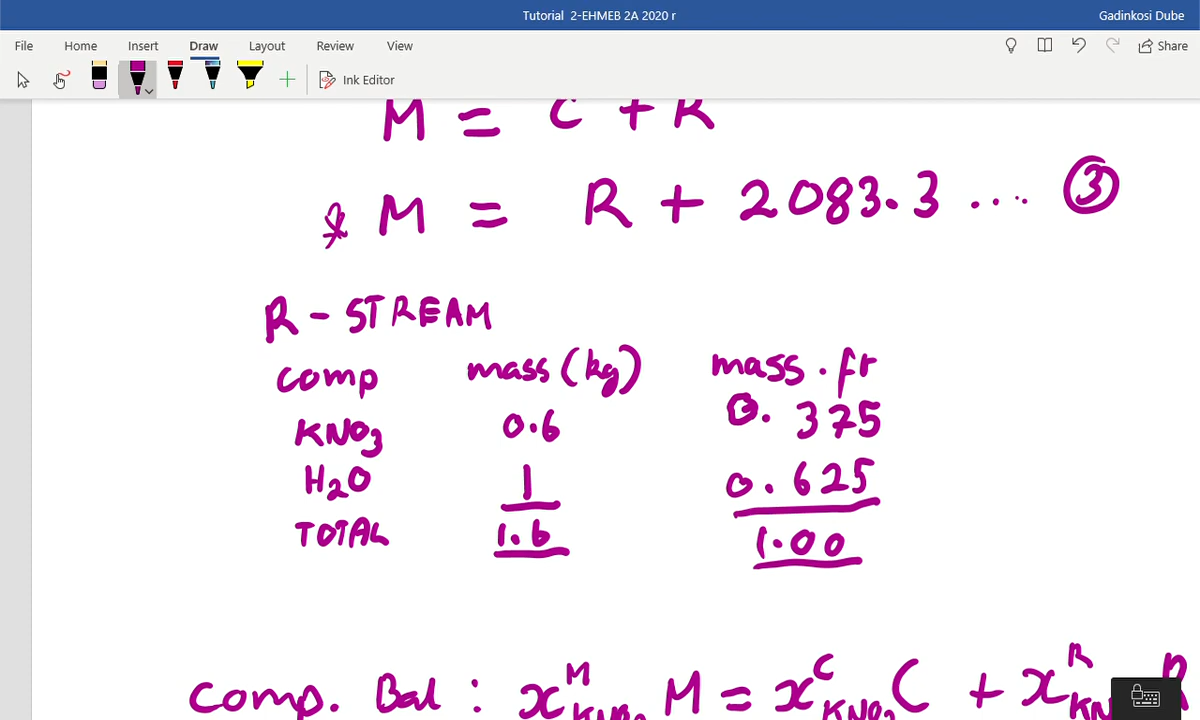 Tutorial 2-EHMEB 2A 2020 r
Gadinkosi Dube
File Home Insert Draw Layout Review View
Share
Ink Editor
M = C + R
* M = R + 2083.3 ... ③
R - STREAM
comp mass (kg) mass. fr
KNO3 0.6 0.375
H2O 1 0.625
TOTAL 1.6 1.00
Comp. Bal : x^M_KNO3 M = x^C_KNO3 C + x^R_KN R